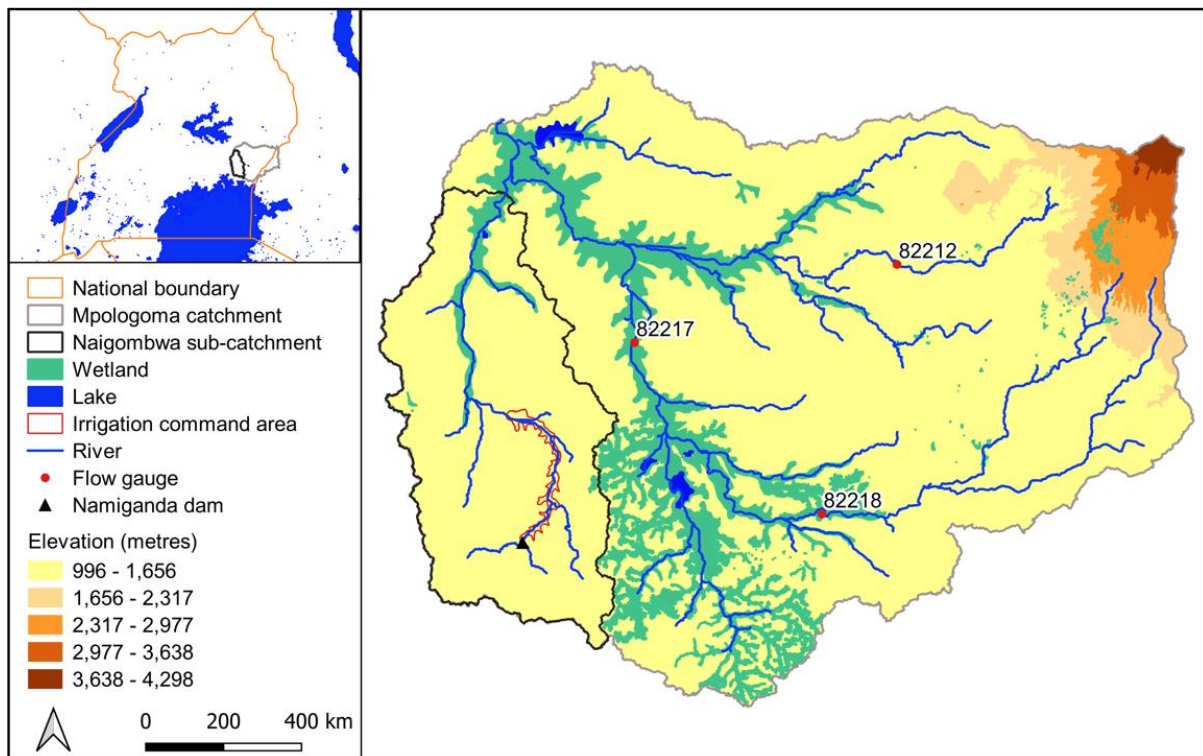 National boundary
Mpologoma catchment
Naigombwa sub-catchment
Wetland
Lake
Irrigation command area
River
Flow gauge
Namiganda dam
Elevation (metres)
996 - 1,656
1,656 - 2,317
2,317 - 2,977
2,977 - 3,638
3,638 - 4,298
0 200 400 km
82212
82217
82218